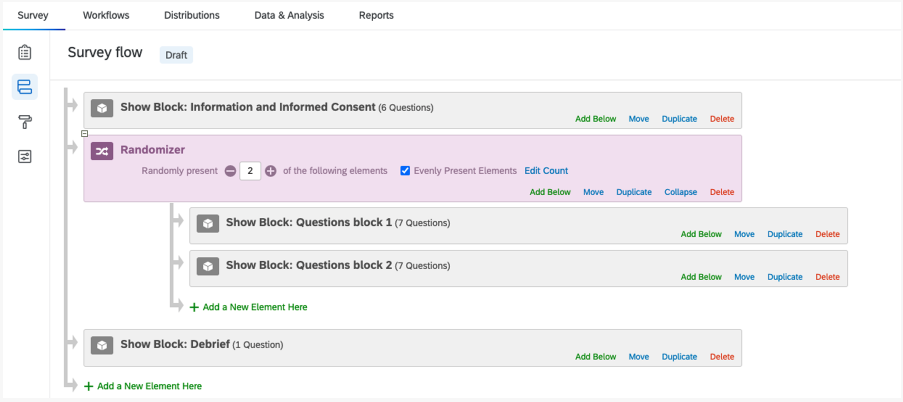 Survey Workflows Distributions Data & Analysis Reports
Survey flow Draft
Show Block: Information and Informed Consent (6 Questions)
Add Below Move Duplicate Delete
Randomizer
Randomly present 2 of the following elements Evenly Present Elements Edit Count
Add Below Move Duplicate Collapse Delete
Show Block: Questions block 1 (7 Questions)
Add Below Move Duplicate Delete
Show Block: Questions block 2 (7 Questions)
Add Below Move Duplicate Delete
+ Add a New Element Here
Show Block: Debrief (1 Question)
Add Below Move Duplicate Delete
+ Add a New Element Here